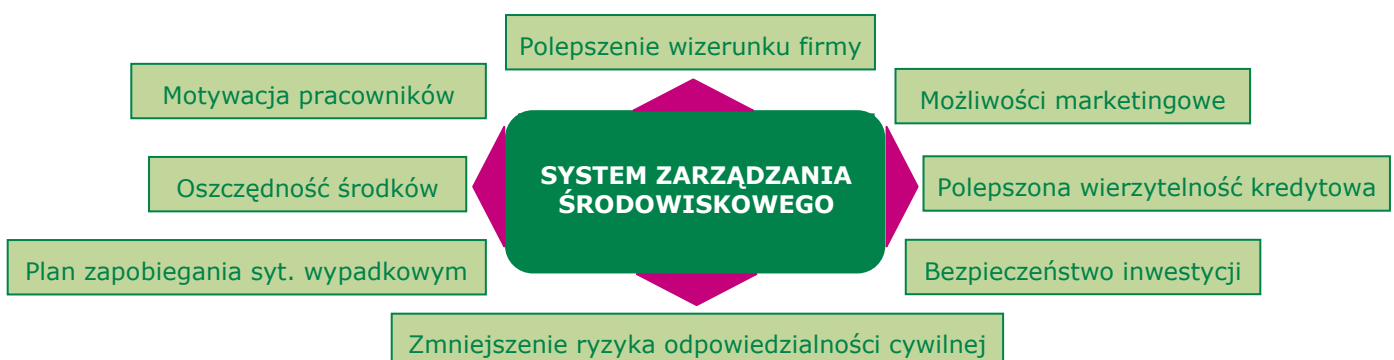 Polepszenie wizerunku firmy
Motywacja pracowników
Możliwości marketingowe
SYSTEM ZARZĄDZANIA
ŚRODOWISKOWEGO
Oszczędność środków
Polepszona wierzytelność kredytowa
Plan zapobiegania syt. wypadkowym
Bezpieczeństwo inwestycji
Zmniejszenie ryzyka odpowiedzialności cywilnej